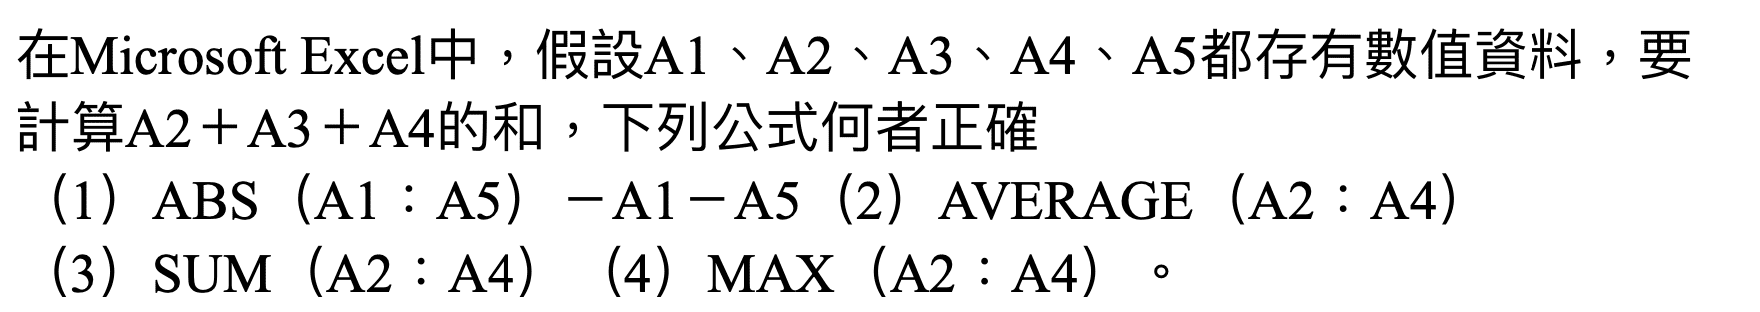 在Microsoft Excel中，假設A1、A2、A3、A4、A5都存有數值資料，要
計算A2＋A3＋A4的和，下列公式何者正確
（1）ABS（A1：A5）－A1－A5（2）AVERAGE（A2：A4）
（3）SUM（A2：A4）（4）MAX（A2：A4）。